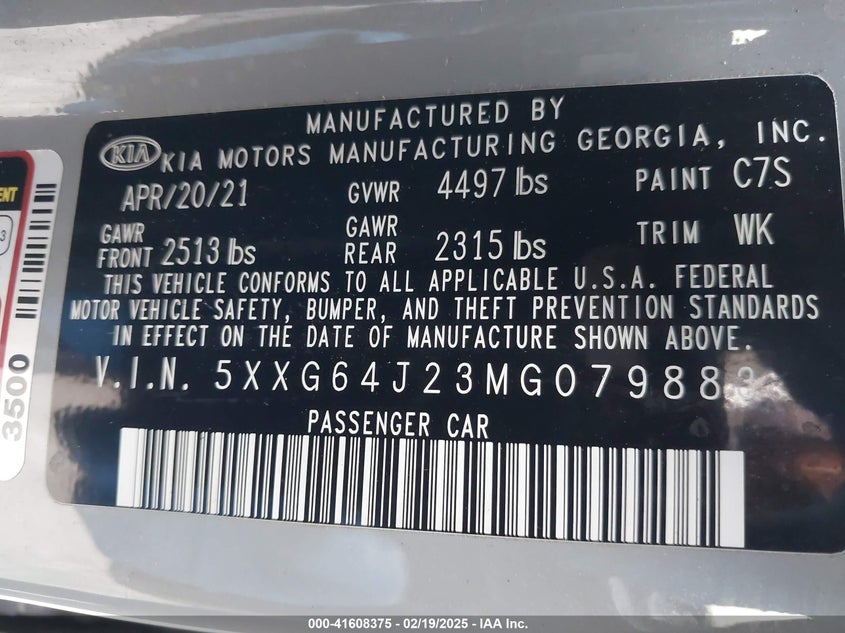 MANUFACTURED BY
KIA KIA MOTORS MANUFACTURING GEORGIA, INC.
APR/20/21 GVWR 4497 lbs PAINT C7S
GAWR FRONT 2513 lbs GAWR REAR 2315 lbs TRIM WK
THIS VEHICLE CONFORMS TO ALL APPLICABLE U.S.A. FEDERAL
MOTOR VEHICLE SAFETY, BUMPER, AND THEFT PREVENTION STANDARDS
IN EFFECT ON THE DATE OF MANUFACTURE SHOWN ABOVE.
V.I.N. 5XXG64J23MG079883
PASSENGER CAR
3500
000-41608375 - 02/19/2025 - IAA Inc.